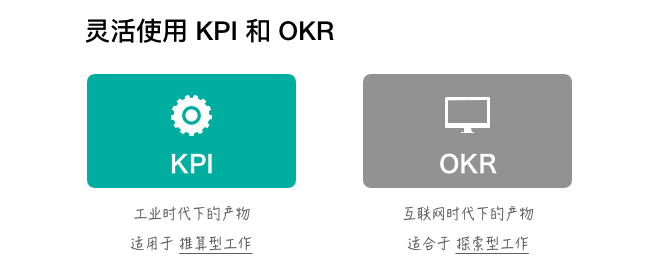 灵活使用 KPI 和 OKR
KPI
OKR
工业时代下的产物
互联网时代下的产物
适用于 推算型工作
适合于 探索型工作